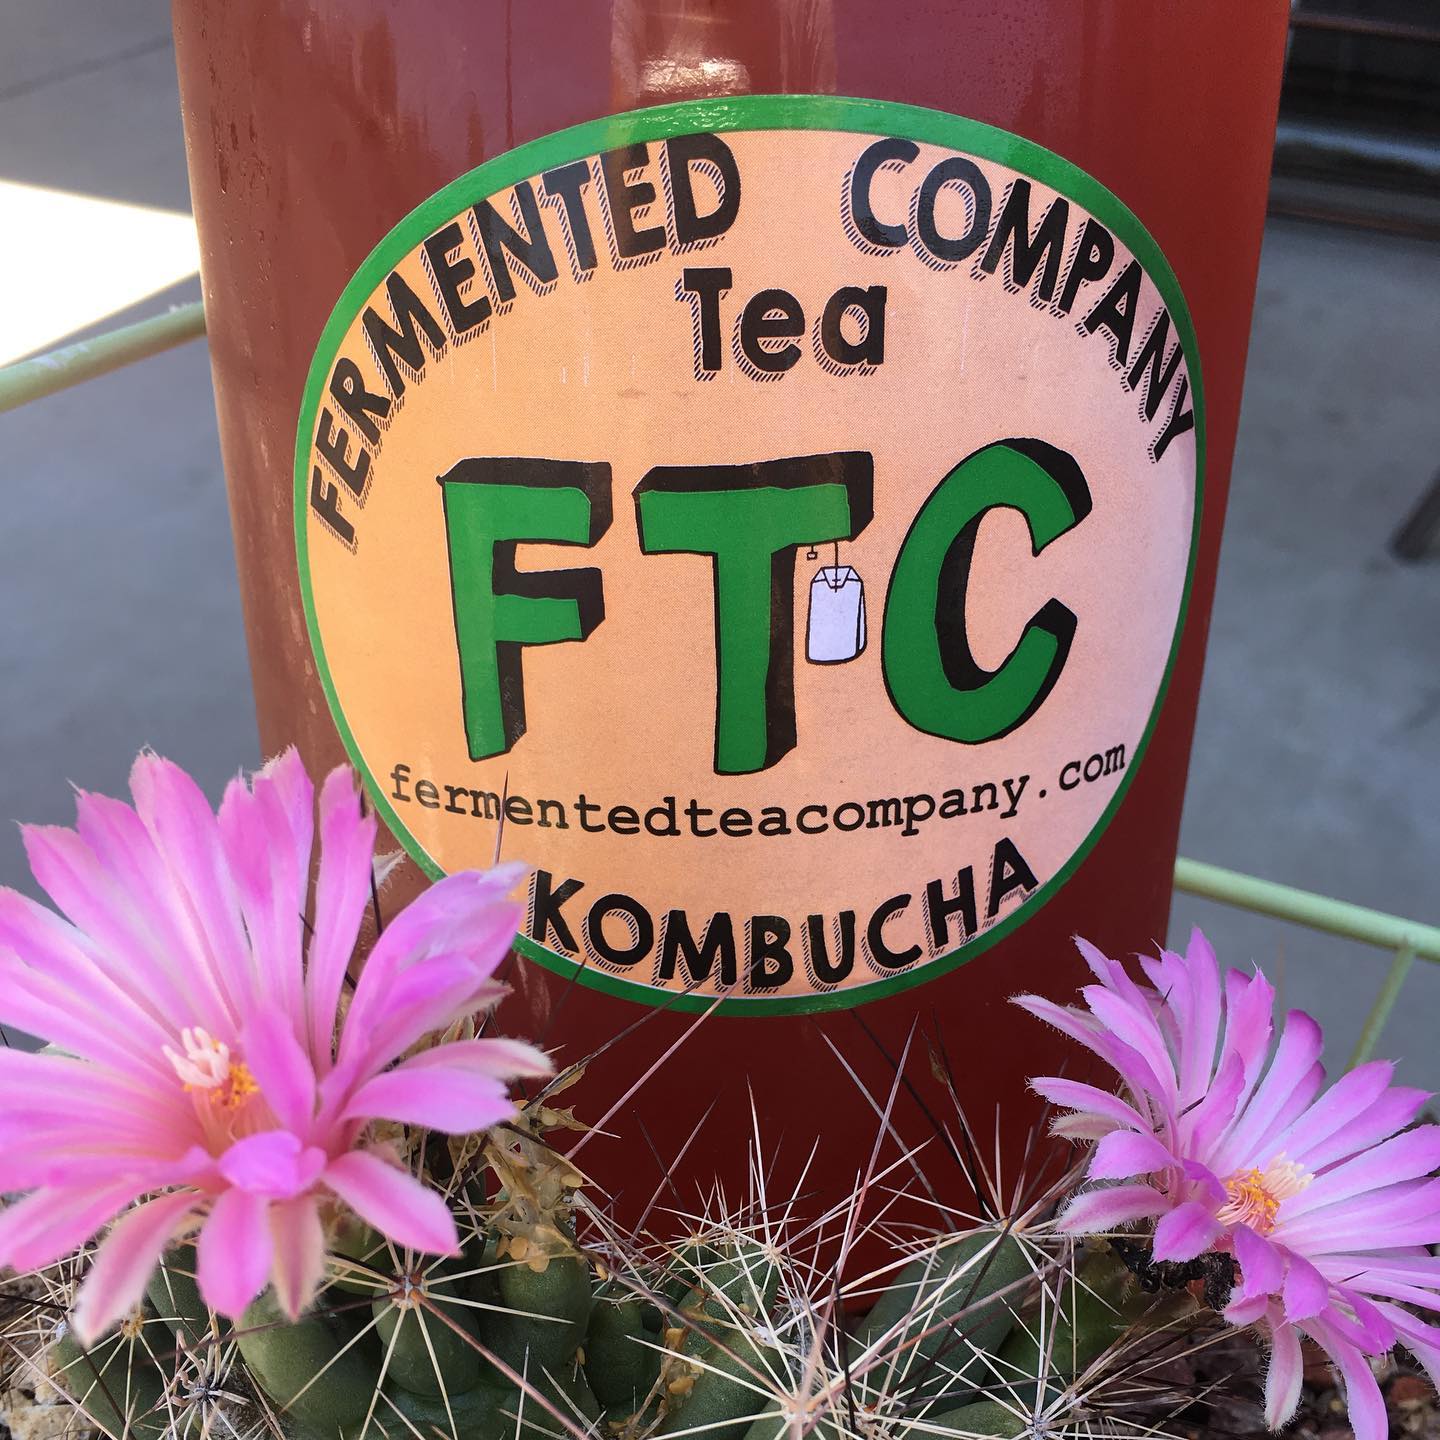 FERMENTED COMPANY
Tea
FTC
fermentedteacompany.com
KOMBUCHA